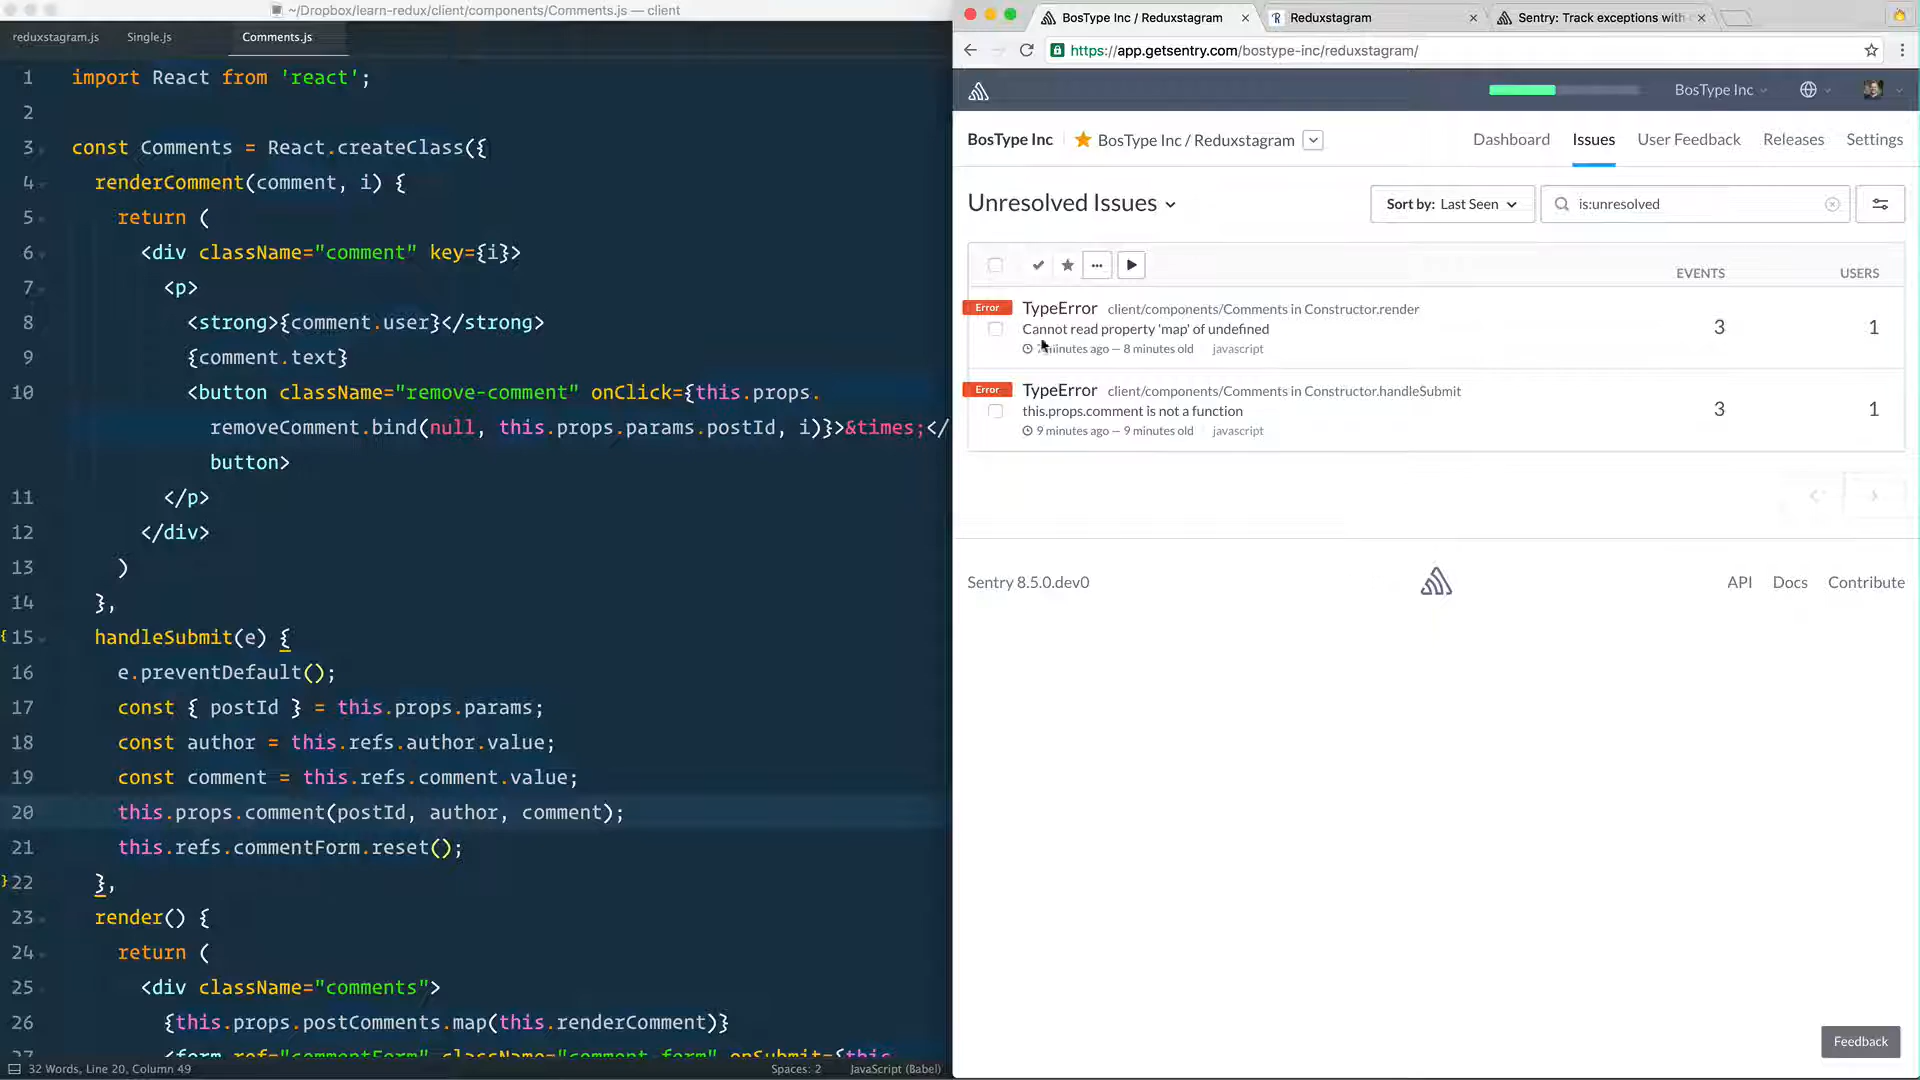 ~/Dropbox/learn-redux/client/components/Comments.js — client
reduxstagram.js
Single.js
Comments.js
1 import React from 'react';
2
3 const Comments = React.createClass({
4 renderComment(comment, i) {
5 return (
6 <div className="comment" key={i}>
7 <p>
8 <strong>{comment.user}</strong>
9 {comment.text}
10 <button className="remove-comment" onClick={this.props.
removeComment.bind(null, this.props.params.postId, i)}>&times;</
button>
11 </p>
12 </div>
13 )
14 },
15 handleSubmit(e) {
16 e.preventDefault();
17 const { postId } = this.props.params;
18 const author = this.refs.author.value;
19 const comment = this.refs.comment.value;
20 this.props.comment(postId, author, comment);
21 this.refs.commentForm.reset();
22 },
23 render() {
24 return (
25 <div className="comments">
26 {this.props.postComments.map(this.renderComment)}
27 <form ref="commentForm" className="comment-form" onSubmit={this
32 Words, Line 20, Column 49
Spaces: 2
JavaScript (Babel)
BosType Inc / Reduxstagram
Reduxstagram
Sentry: Track exceptions with
https://app.getsentry.com/bostype-inc/reduxstagram/
BosType Inc
BosType Inc
BosType Inc / Reduxstagram
Dashboard
Issues
User Feedback
Releases
Settings
Unresolved Issues
Sort by: Last Seen
is:unresolved
EVENTS
USERS
Error
TypeError client/components/Comments in Constructor.render
Cannot read property 'map' of undefined
minutes ago — 8 minutes old javascript
3
1
Error
TypeError client/components/Comments in Constructor.handleSubmit
this.props.comment is not a function
9 minutes ago — 9 minutes old javascript
3
1
Sentry 8.5.0.dev0
API
Docs
Contribute
Feedback